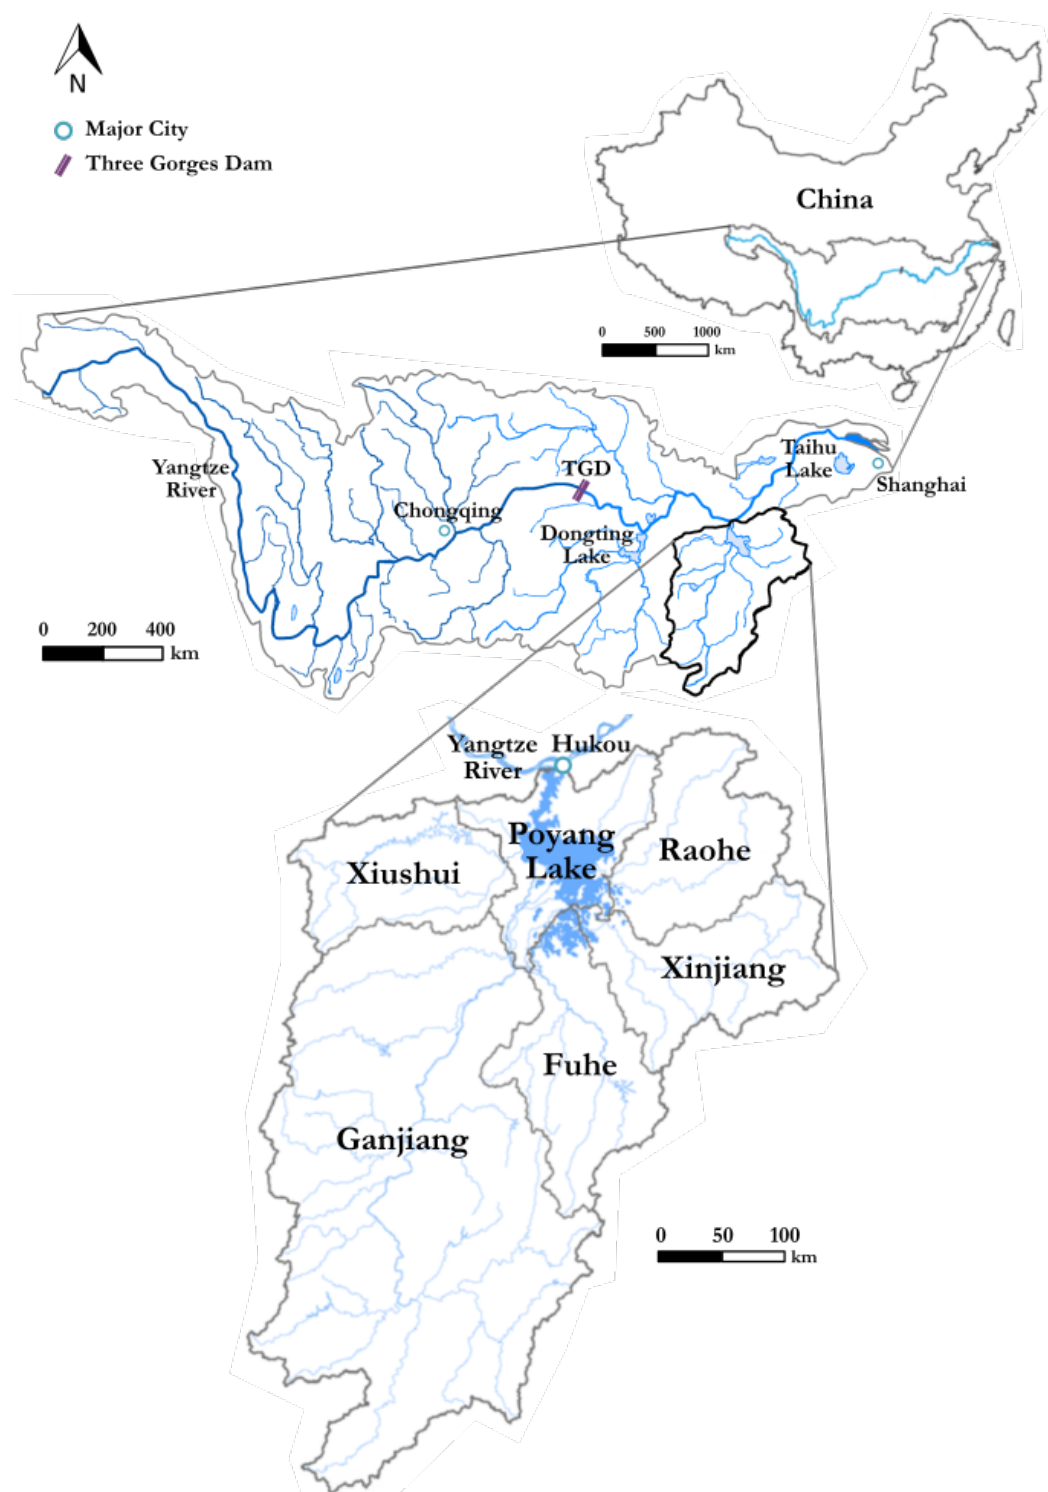 N
Major City
Three Gorges Dam
China
0 500 1000
km
Yangtze
River
Chongqing
TGD
Dongting
Lake
Taihu
Lake
Shanghai
0 200 400
km
Yangtze
River
Hukou
Poyang
Lake
Xiushui
Raohe
Xinjiang
Fuhe
Ganjiang
0 50 100
km